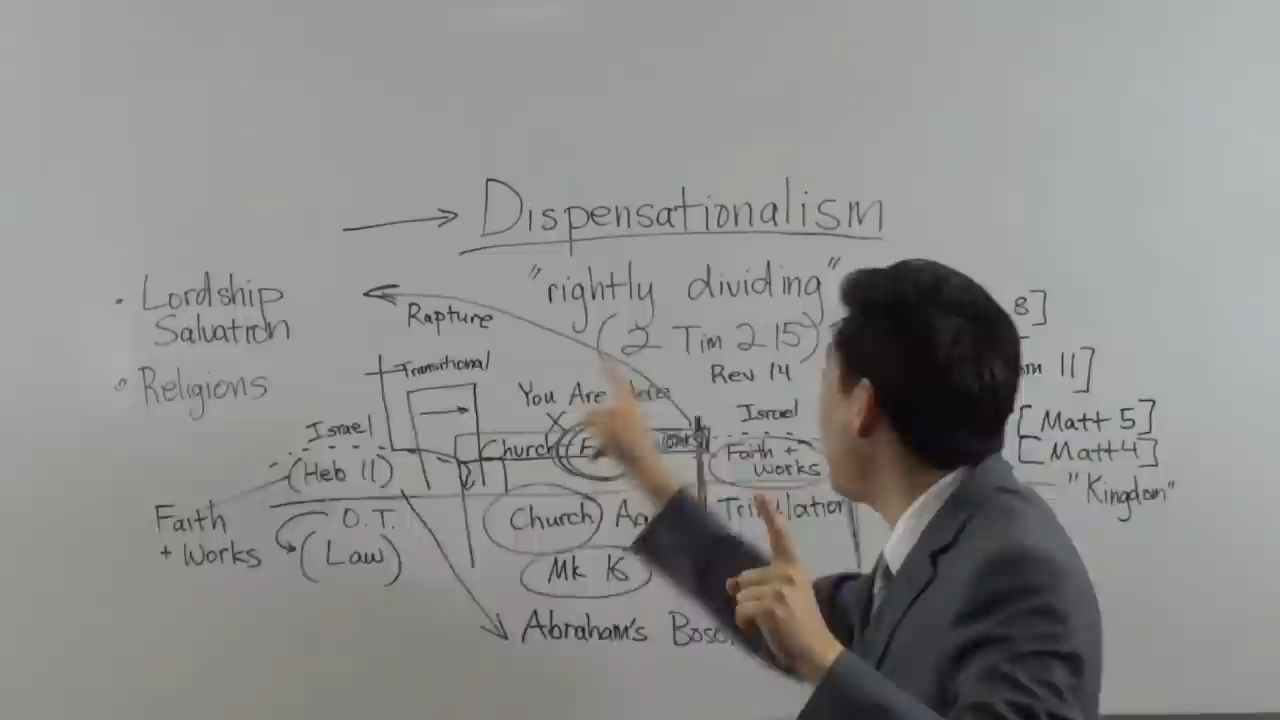 Dispensationalism
"rightly dividing"
(2 Tim 2 15)
Rev 14
• Lordship
Salvation
• Religions
Rapture
Transitional
You Are
Israel
(Heb 11)
Faith
+ Works
O.T.
(Law)
Church
Church
Mk 16
Abraham's
Israel
Faith +
Works
Tribulation
8]
11]
[Matt 5]
[Matt 4]
"Kingdom"